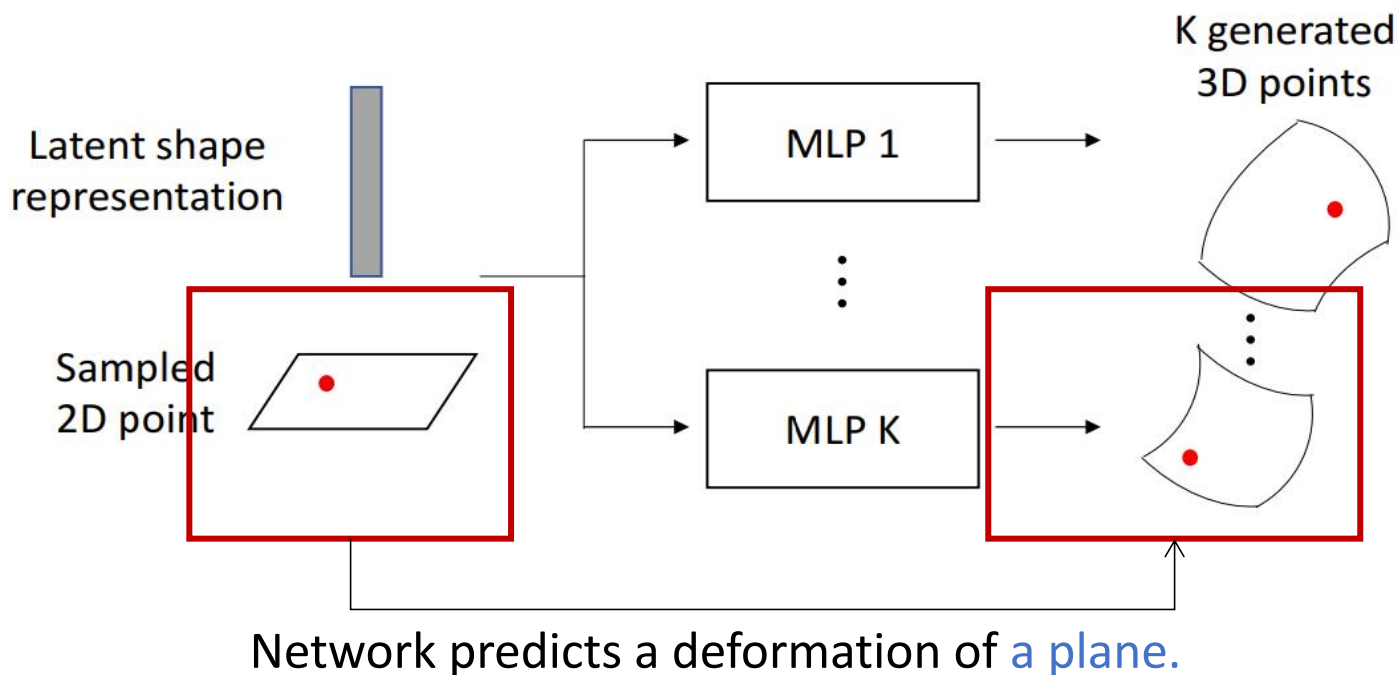 K generated
3D points
Latent shape
representation
MLP 1
Sampled
2D point
MLP K
Network predicts a deformation of a plane.